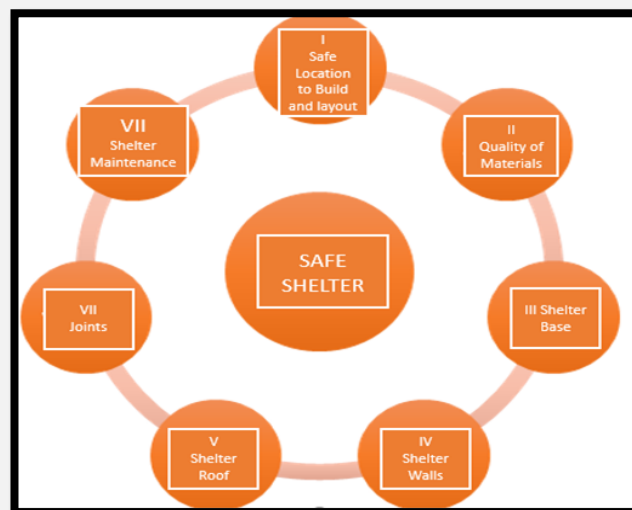 I
Safe
Location
to Build
and layout
II
Quality of
Materials
III Shelter
Base
IV
Shelter
Walls
V
Shelter
Roof
VII
Joints
VII
Shelter
Maintenance
SAFE
SHELTER